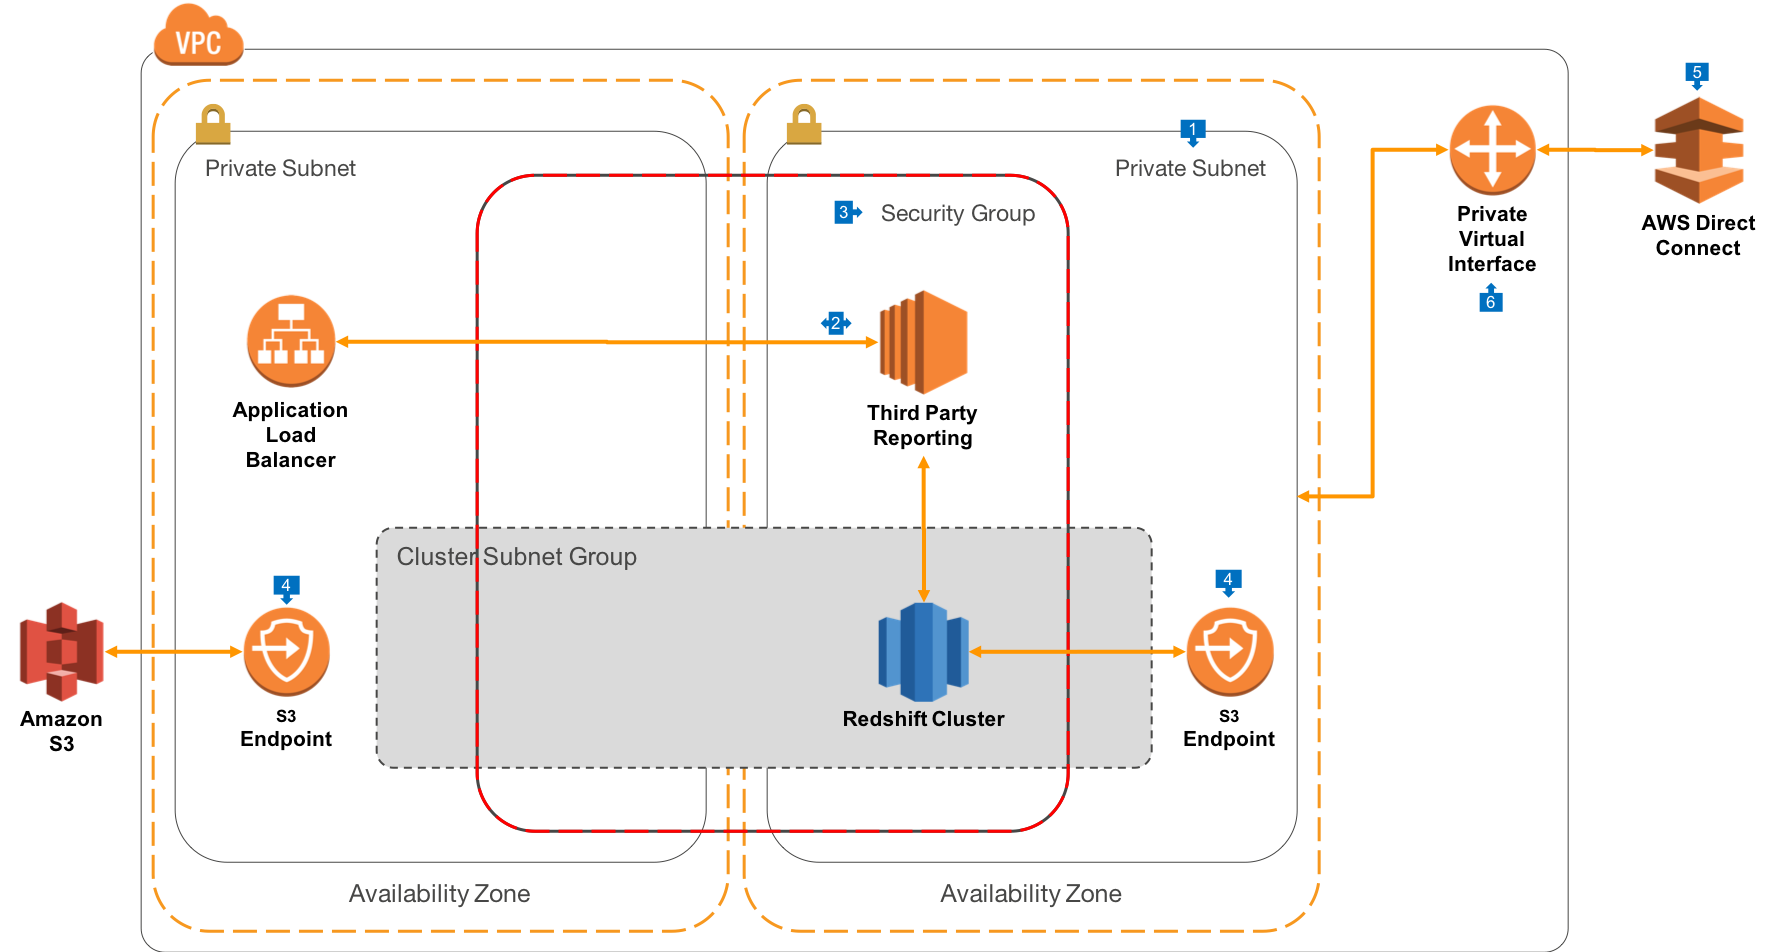 VPC
5
1
Private Subnet
Private Subnet
3
Security Group
Private
Virtual
Interface
AWS Direct
Connect
6
2
Application
Load
Balancer
Third Party
Reporting
Cluster Subnet Group
4
4
Amazon
S3
S3
Endpoint
Redshift Cluster
S3
Endpoint
Availability Zone
Availability Zone